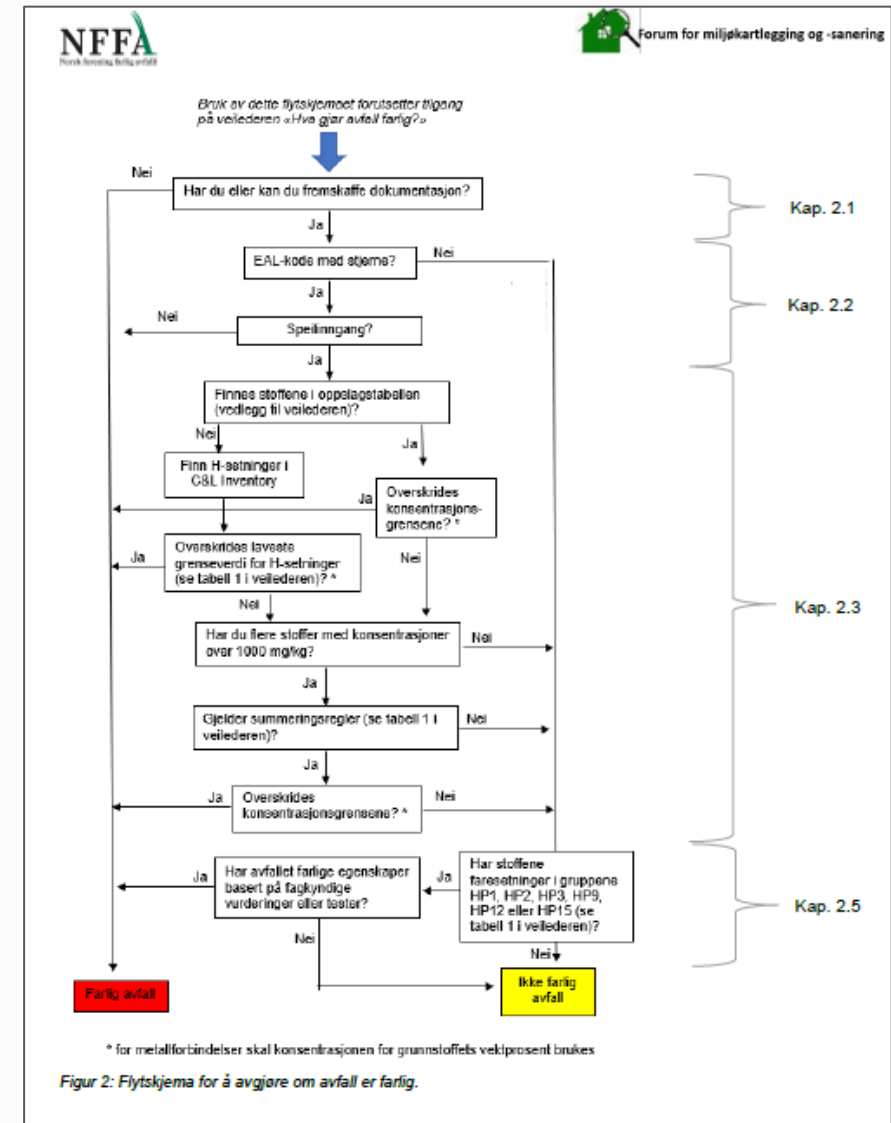 NFFA
Norsk forening farlig avfall
Forum for miljøkartlegging og -sanering
Bruk av dette flytskjemaet forutsetter tilgang
på veilederen «Hva gjør avfall farlig?»
Nei
Har du eller kan du fremskaffe dokumentasjon?
Kap. 2.1
Ja
EAL-kode med stjerne?
Nei
Ja
Kap. 2.2
Nei
Speilinngang?
Ja
Finnes stoffene i oppslagstabellen
(vedlegg til veilederen)?
Nei
Ja
Finn H-setninger i
C&L Inventory
Ja
Overskrides
konsentrasjons-
grensene? *
Ja
Overskrides laveste
grenseverdi for H-setninger
(se tabell 1 i veilederen)? *
Nei
Nei
Kap. 2.3
Har du flere stoffer med konsentrasjoner
over 1000 mg/kg?
Nei
Ja
Gjelder summeringsregler (se tabell 1 i
veilederen)?
Nei
Ja
Ja
Overskrides
konsentrasjonsgrensene? *
Nei
Ja
Har avfallet farlige egenskaper
basert på fagkyndige
vurderinger eller tester?
Ja
Har stoffene
faresetninger i gruppene
HP1, HP2, HP3, HP9,
HP12 eller HP15 (se
tabell 1 i veilederen)?
Kap. 2.5
Nei
Nei
Farlig avfall
Ikke farlig
avfall
* for metallforbindelser skal konsentrasjonen for grunnstoffets vektprosent brukes
Figur 2: Flytskjema for å avgjøre om avfall er farlig.